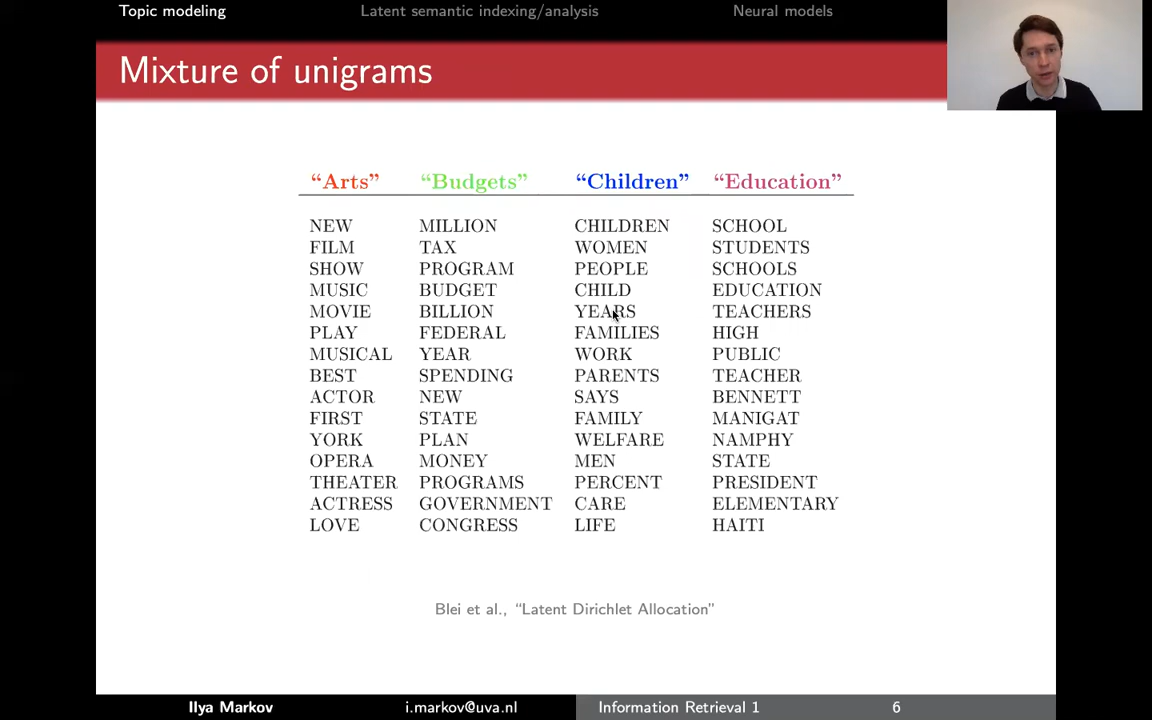 Topic modeling Latent semantic indexing/analysis Neural models
Mixture of unigrams
“Arts” “Budgets” “Children” “Education”
NEW MILLION CHILDREN SCHOOL
FILM TAX WOMEN STUDENTS
SHOW PROGRAM PEOPLE SCHOOLS
MUSIC BUDGET CHILD EDUCATION
MOVIE BILLION YEARS TEACHERS
PLAY FEDERAL FAMILIES HIGH
MUSICAL YEAR WORK PUBLIC
BEST SPENDING PARENTS TEACHER
ACTOR NEW SAYS BENNETT
FIRST STATE FAMILY MANIGAT
YORK PLAN WELFARE NAMPHY
OPERA MONEY MEN STATE
THEATER PROGRAMS PERCENT PRESIDENT
ACTRESS GOVERNMENT CARE ELEMENTARY
LOVE CONGRESS LIFE HAITI
Blei et al., “Latent Dirichlet Allocation”
Ilya Markov i.markov@uva.nl Information Retrieval 1 6